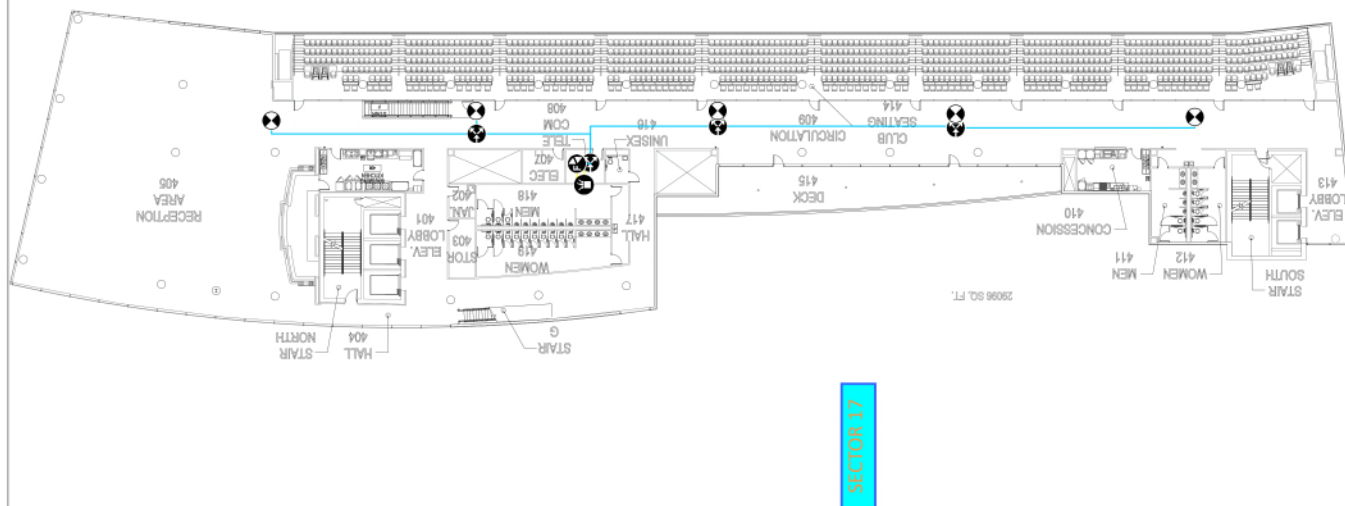 TELE
COM
408
UNISEX
416
CIRCULATION
409
CLUB
SEATING
414
RECEPTION
AREA
405
ELEV.
LOBBY
401
JAN.
402
STOR
403
ELEC
407
MEN
418
WOMEN
419
HALL
417
DECK
415
CONCESSION
410
MEN
411
WOMEN
412
ELEV.
LOBBY
413
STAIR
SOUTH
29096 SQ. FT.
STAIR
G
HALL
404
STAIR
NORTH
SECTOR 17